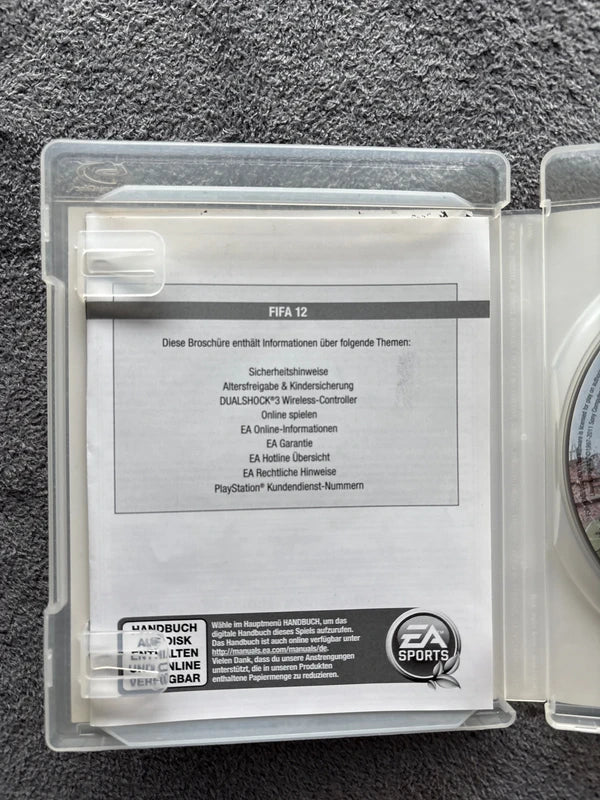 FIFA 12
Diese Broschüre enthält Informationen über folgende Themen:
Sicherheitshinweise
Altersfreigabe & Kindersicherung
DUALSHOCK®3 Wireless-Controller
Online spielen
EA Online-Informationen
EA Garantie
EA Hotline Übersicht
EA Rechtliche Hinweise
PlayStation® Kundendienst-Nummern
HANDBUCH
AUF DISK
ENTHALTEN
UND ONLINE
VERFÜGBAR
Wähle im Hauptmenü HANDBUCH, um das
digitale Handbuch dieses Spiels aufzurufen.
Das Handbuch ist auch online verfügbar unter
http://manuals.ea.com/manuals/de.
Vielen Dank, dass du unsere Anstrengungen
unterstützt, die in unseren Produkten
enthaltene Papiermenge zu reduzieren.
EA
SPORTS